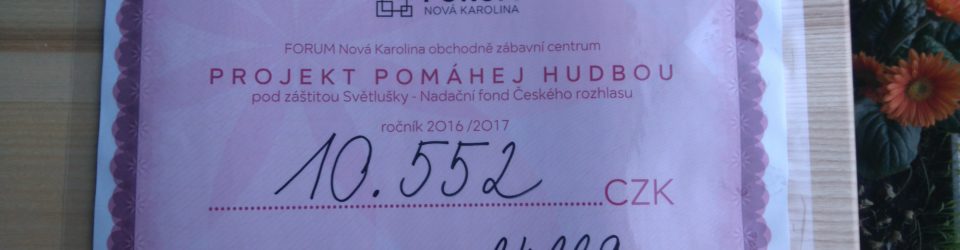 NOVÁ KAROLINA
FORUM Nová Karolina obchodně zábavní centrum
PROJEKT POMÁHEJ HUDBOU
pod záštitou Světlušky - Nadační fond Českého rozhlasu
ročník 2016/2017
10.552 CZK